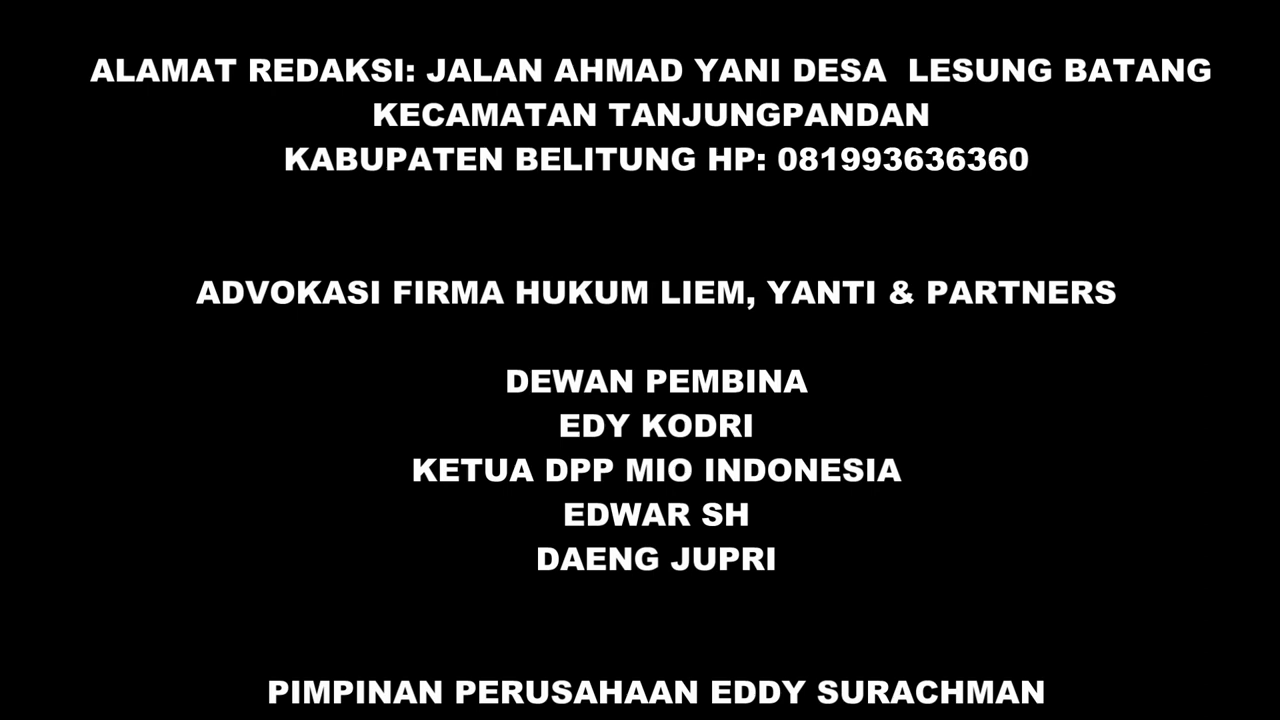 ALAMAT REDAKSI: JALAN AHMAD YANI DESA  LESUNG BATANG
KECAMATAN TANJUNGPANDAN
KABUPATEN BELITUNG HP: 081993636360
ADVOKASI FIRMA HUKUM LIEM, YANTI & PARTNERS
DEWAN PEMBINA
EDY KODRI
KETUA DPP MIO INDONESIA
EDWAR SH
DAENG JUPRI
PIMPINAN PERUSAHAAN EDDY SURACHMAN